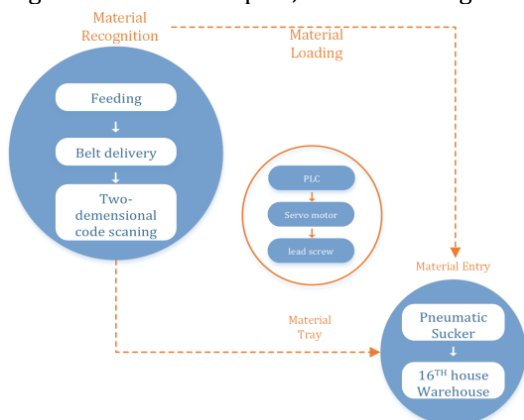 Material
Recognition
Material
Loading
Feeding
Belt delivery
Two-
demensional
code scaning
PLC
Servo motor
lead screw
Material Entry
Material
Tray
Pneumatic
Sucker
16TH house
Warehouse